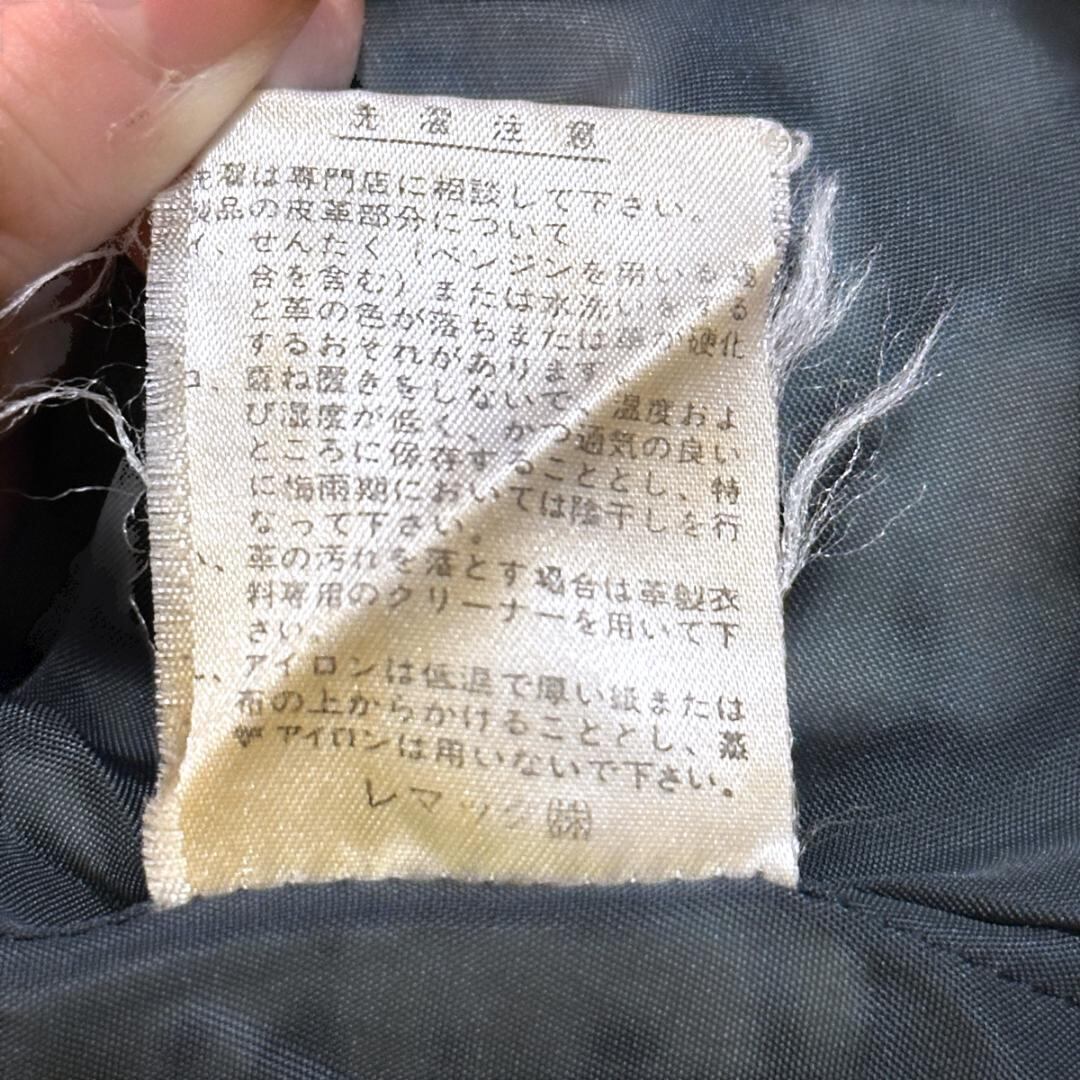 洗濯注意
洗濯は専門店に相談して下さい。
製品の皮革部分について
イ、せんたく(ベンジンを用いる場
合を含む)または水洗いをする
と革の色が落ちまたは革が硬化
するおそれがあります
ロ、重ね置きをしないで、温度およ
び湿度が低く、かつ通気の良い
ところに保存することとし、特
に梅雨期においては陰干しを行
なって下さい。
ハ、革の汚れを落とす場合は革製衣
料専用のクリーナーを用いて下
さい。
ニ、アイロンは低温で厚い紙または
布の上からかけることとし、蒸
気アイロンは用いないで下さい。
レマック㈱